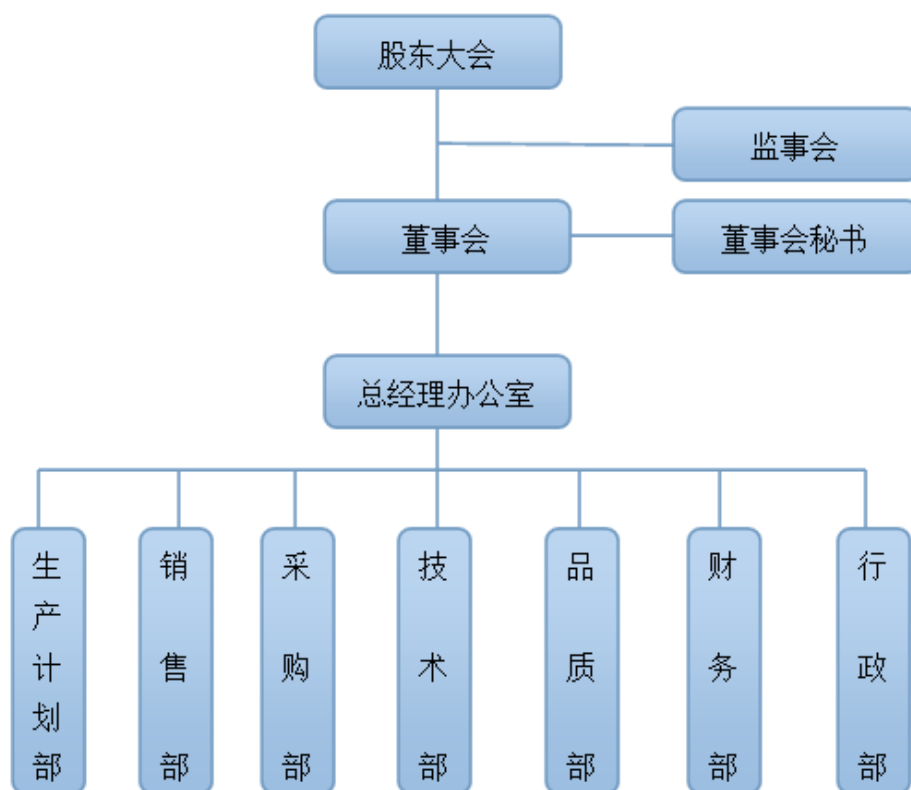 股东大会
监事会
董事会
董事会秘书
总经理办公室
生产计划部
销售部
采购部
技术部
品质部
财务部
行政部